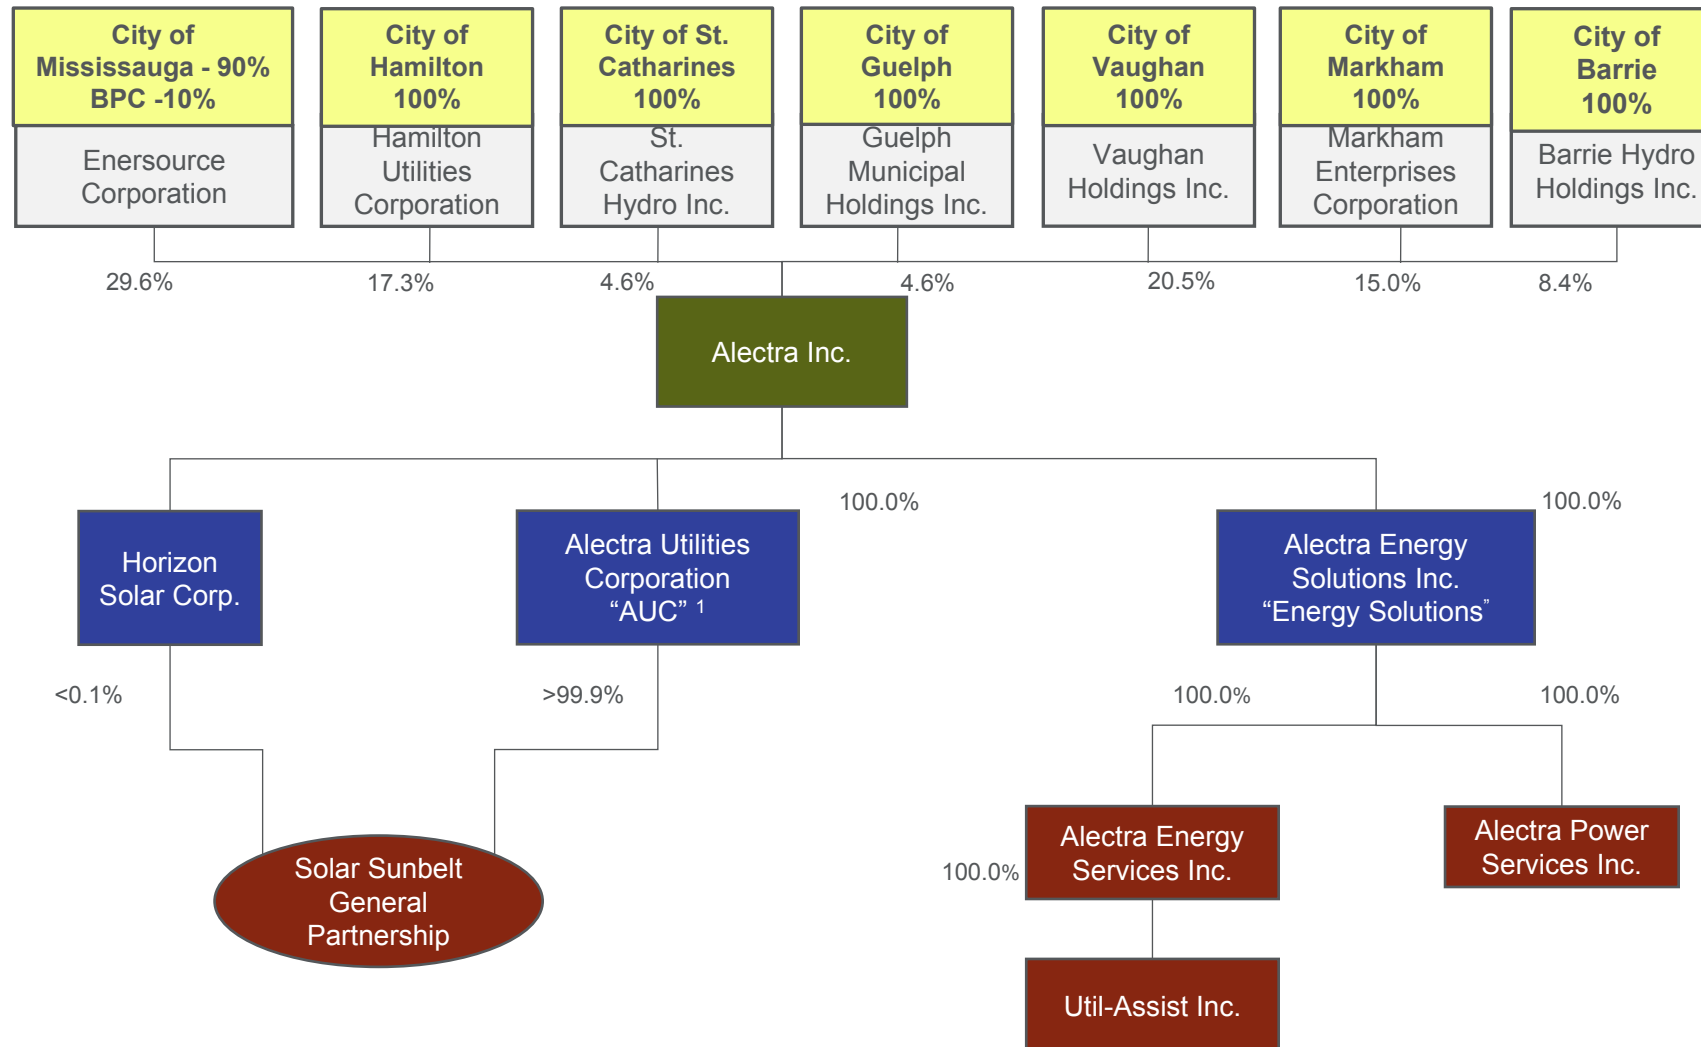 City of
Mississauga - 90%
BPC -10%
Enersource
Corporation
City of
Hamilton
100%
Hamilton
Utilities
Corporation
City of St.
Catharines
100%
St.
Catharines
Hydro Inc.
City of
Guelph
100%
Guelph
Municipal
Holdings Inc.
City of
Vaughan
100%
Vaughan
Holdings Inc.
City of
Markham
100%
Markham
Enterprises
Corporation
City of
Barrie
100%
Barrie Hydro
Holdings Inc.
29.6%
17.3%
4.6%
4.6%
20.5%
15.0%
8.4%
Alectra Inc.
100.0%
100.0%
Horizon
Solar Corp.
Alectra Utilities
Corporation
“AUC” 1
Alectra Energy
Solutions Inc.
“Energy Solutions”
<0.1%
>99.9%
100.0%
100.0%
Solar Sunbelt
General
Partnership
100.0%
Alectra Energy
Services Inc.
Alectra Power
Services Inc.
Util-Assist Inc.